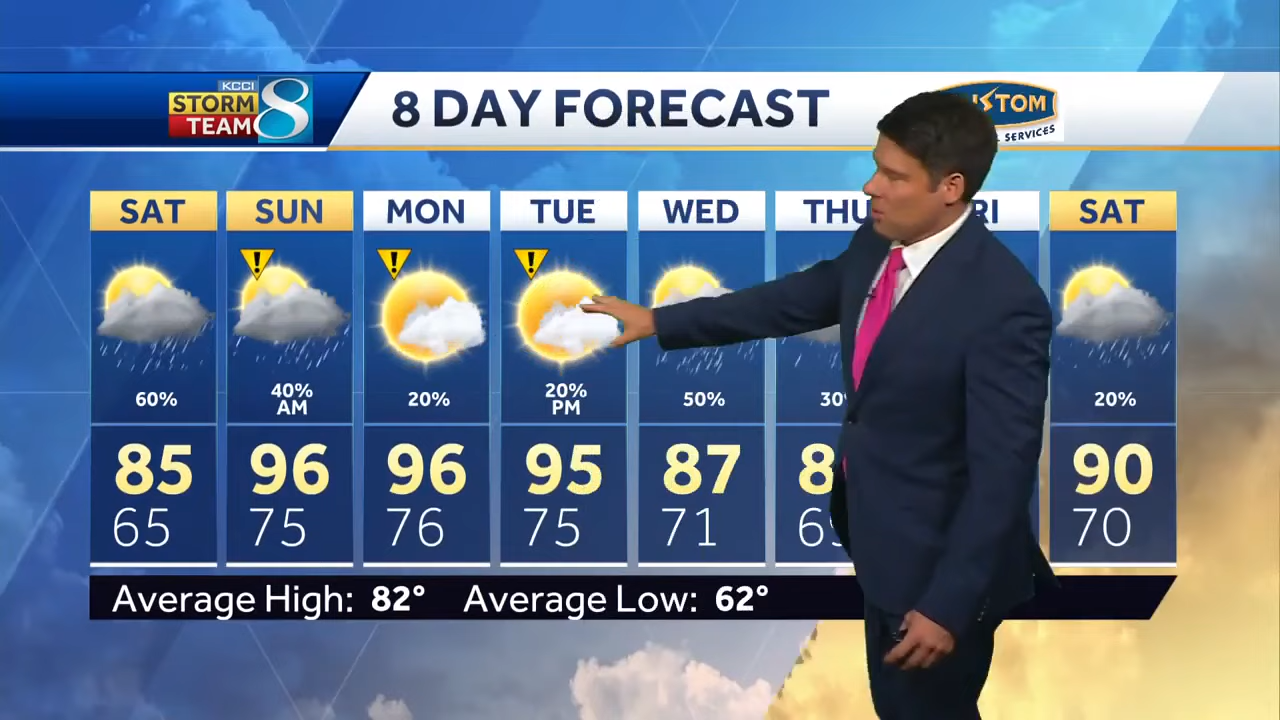 KCCI
STORM
TEAM
8
8 DAY FORECAST
SERVICES
SAT SUN MON TUE WED SAT
! ! !
60% 40% 20% 20% 50% 20%
AM PM
85 96 96 95 87 90
65 75 76 75 71 70
Average High: 82° Average Low: 62°